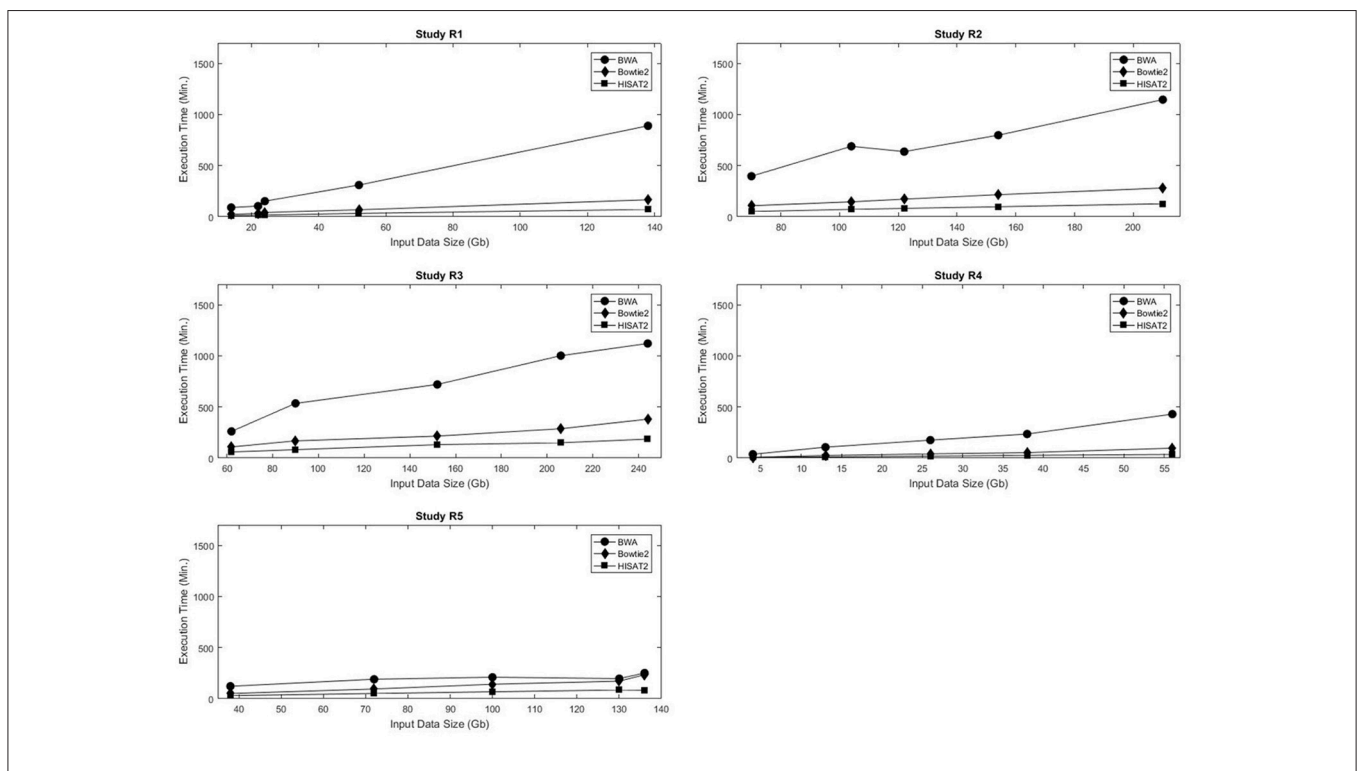 Study R1
1500
1000
500
0
Execution Time (Min.)
BWA
Bowtie2
HISAT2
20 40 60 80 100 120 140
Input Data Size (Gb)
Study R2
1500
1000
500
0
Execution Time (Min.)
BWA
Bowtie2
HISAT2
80 100 120 140 160 180 200
Input Data Size (Gb)
Study R3
1500
1000
500
0
Execution Time (Min.)
BWA
Bowtie2
HISAT2
60 80 100 120 140 160 180 200 220 240
Input Data Size (Gb)
Study R4
1500
1000
500
0
Execution Time (Min.)
BWA
Bowtie2
HISAT2
5 10 15 20 25 30 35 40 45 50 55
Input Data Size (Gb)
Study R5
1500
1000
500
0
Execution Time (Min.)
BWA
Bowtie2
HISAT2
40 50 60 70 80 90 100 110 120 130 140
Input Data Size (Gb)